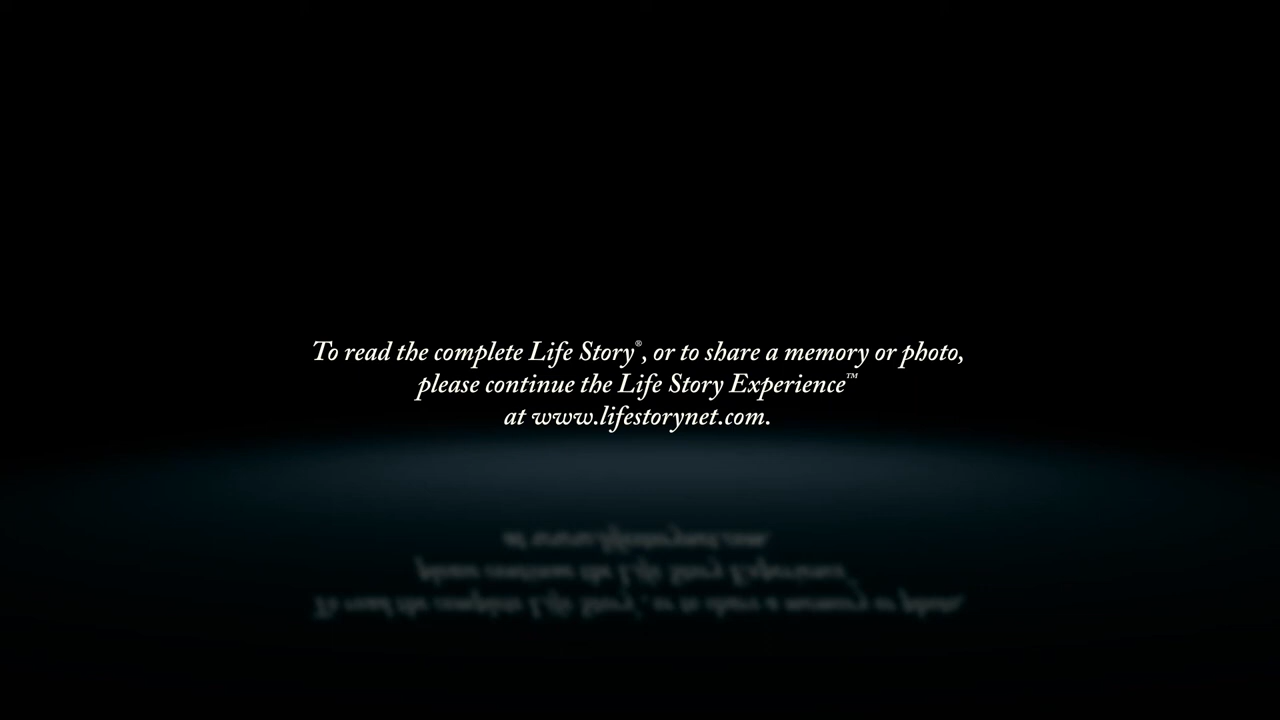 To read the complete Life Story®, or to share a memory or photo,
please continue the Life Story Experience™
at www.lifestorynet.com.